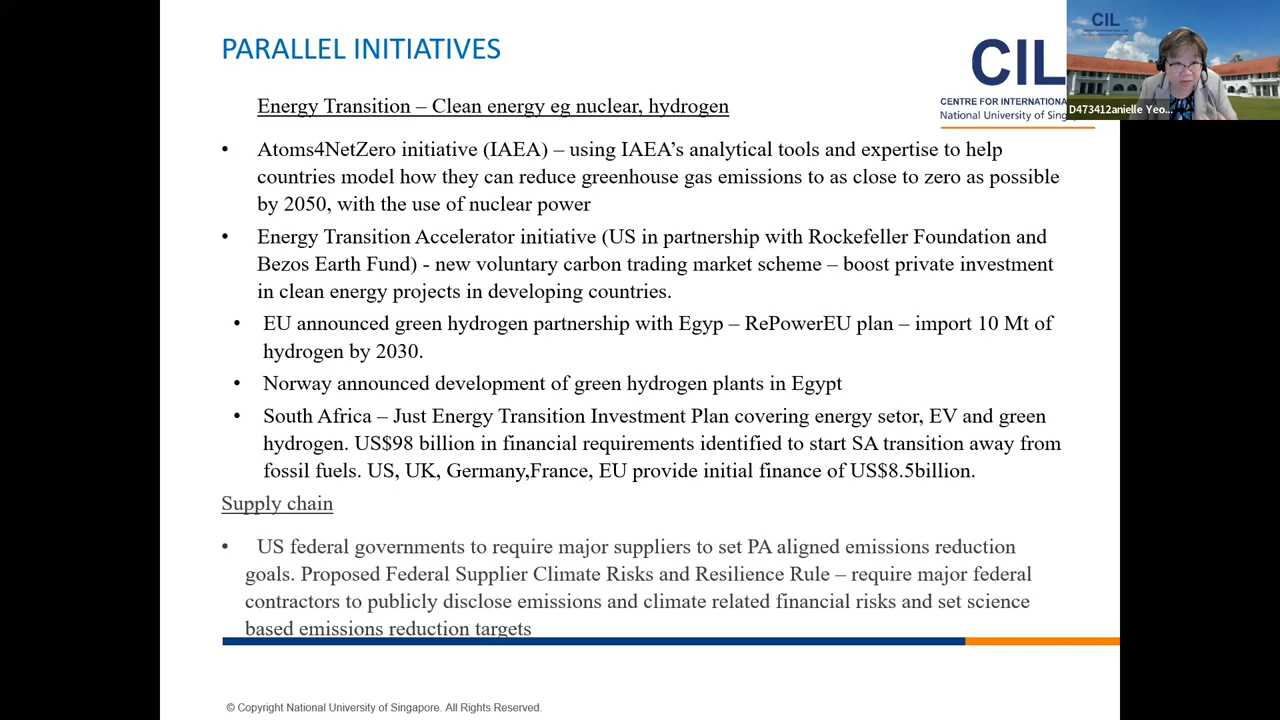 PARALLEL INITIATIVES
CIL
CENTRE FOR INTERNATIONA
National University of Sing
CIL
D473412anielle Yeo...
Energy Transition – Clean energy eg nuclear, hydrogen
• Atoms4NetZero initiative (IAEA) – using IAEA's analytical tools and expertise to help
countries model how they can reduce greenhouse gas emissions to as close to zero as possible
by 2050, with the use of nuclear power
• Energy Transition Accelerator initiative (US in partnership with Rockefeller Foundation and
Bezos Earth Fund) - new voluntary carbon trading market scheme – boost private investment
in clean energy projects in developing countries.
• EU announced green hydrogen partnership with Egyp – RePowerEU plan – import 10 Mt of
hydrogen by 2030.
• Norway announced development of green hydrogen plants in Egypt
• South Africa – Just Energy Transition Investment Plan covering energy setor, EV and green
hydrogen. US$98 billion in financial requirements identified to start SA transition away from
fossil fuels. US, UK, Germany,France, EU provide initial finance of US$8.5billion.
Supply chain
• US federal governments to require major suppliers to set PA aligned emissions reduction
goals. Proposed Federal Supplier Climate Risks and Resilience Rule – require major federal
contractors to publicly disclose emissions and climate related financial risks and set science
based emissions reduction targets
© Copyright National University of Singapore. All Rights Reserved.